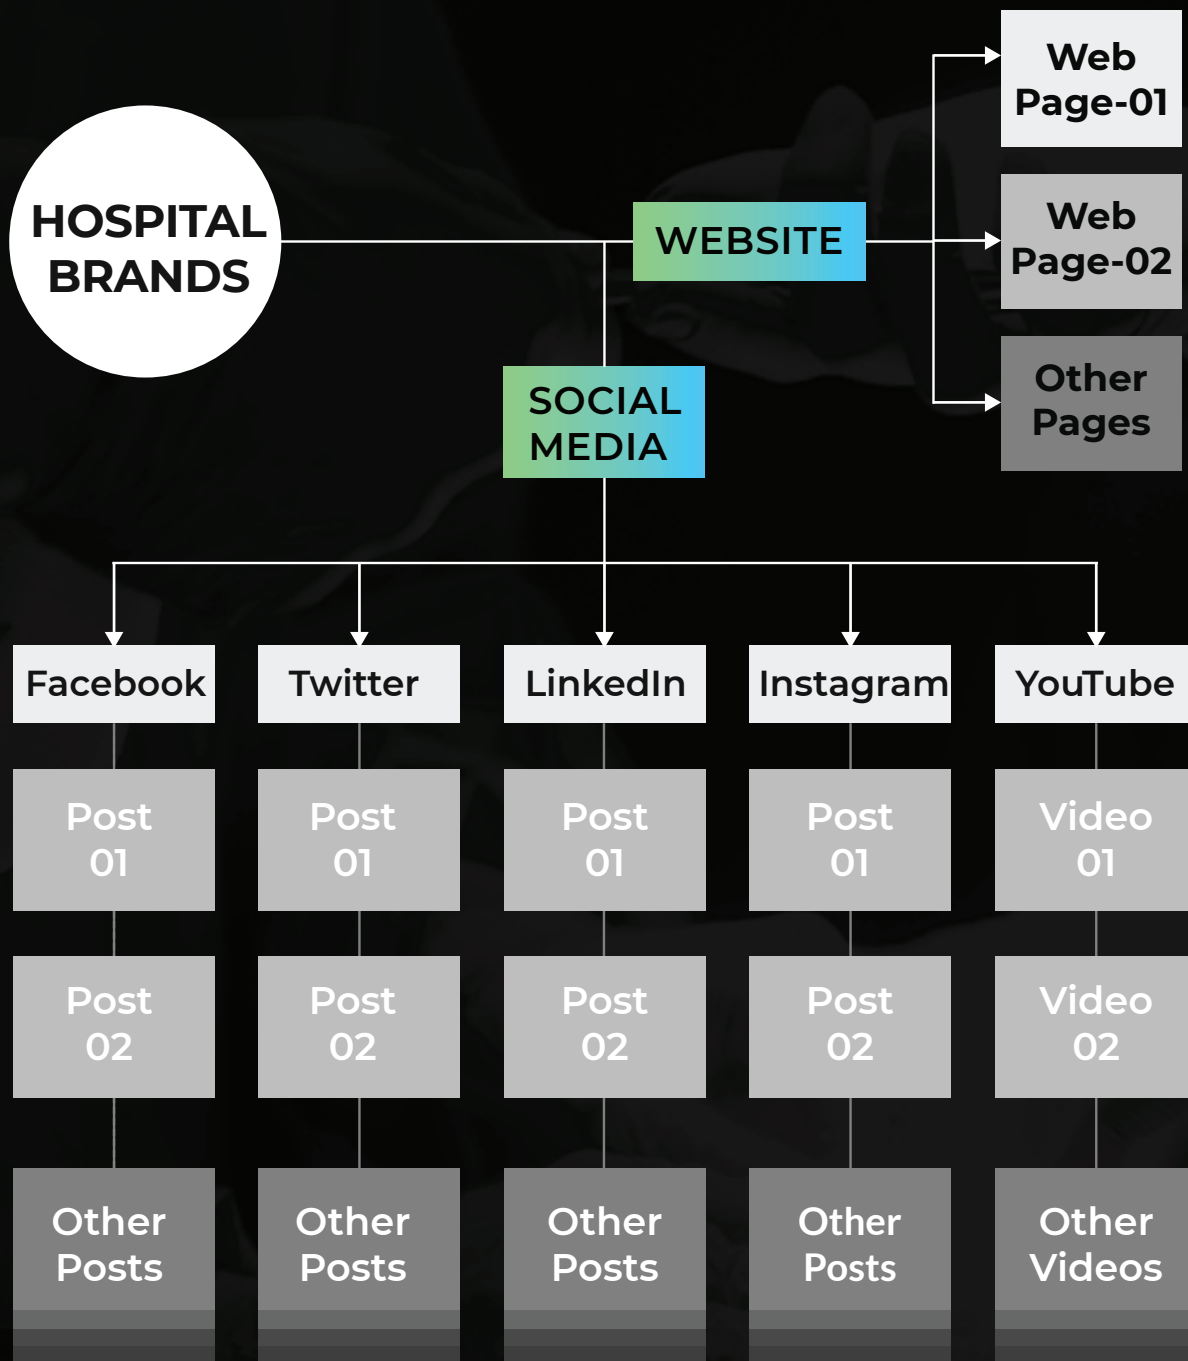 HOSPITAL
BRANDS
WEBSITE
Web
Page-01
Web
Page-02
Other
Pages
SOCIAL
MEDIA
Facebook
Twitter
LinkedIn
Instagram
YouTube
Post
01
Post
01
Post
01
Post
01
Video
01
Post
02
Post
02
Post
02
Post
02
Video
02
Other
Posts
Other
Posts
Other
Posts
Other
Posts
Other
Videos